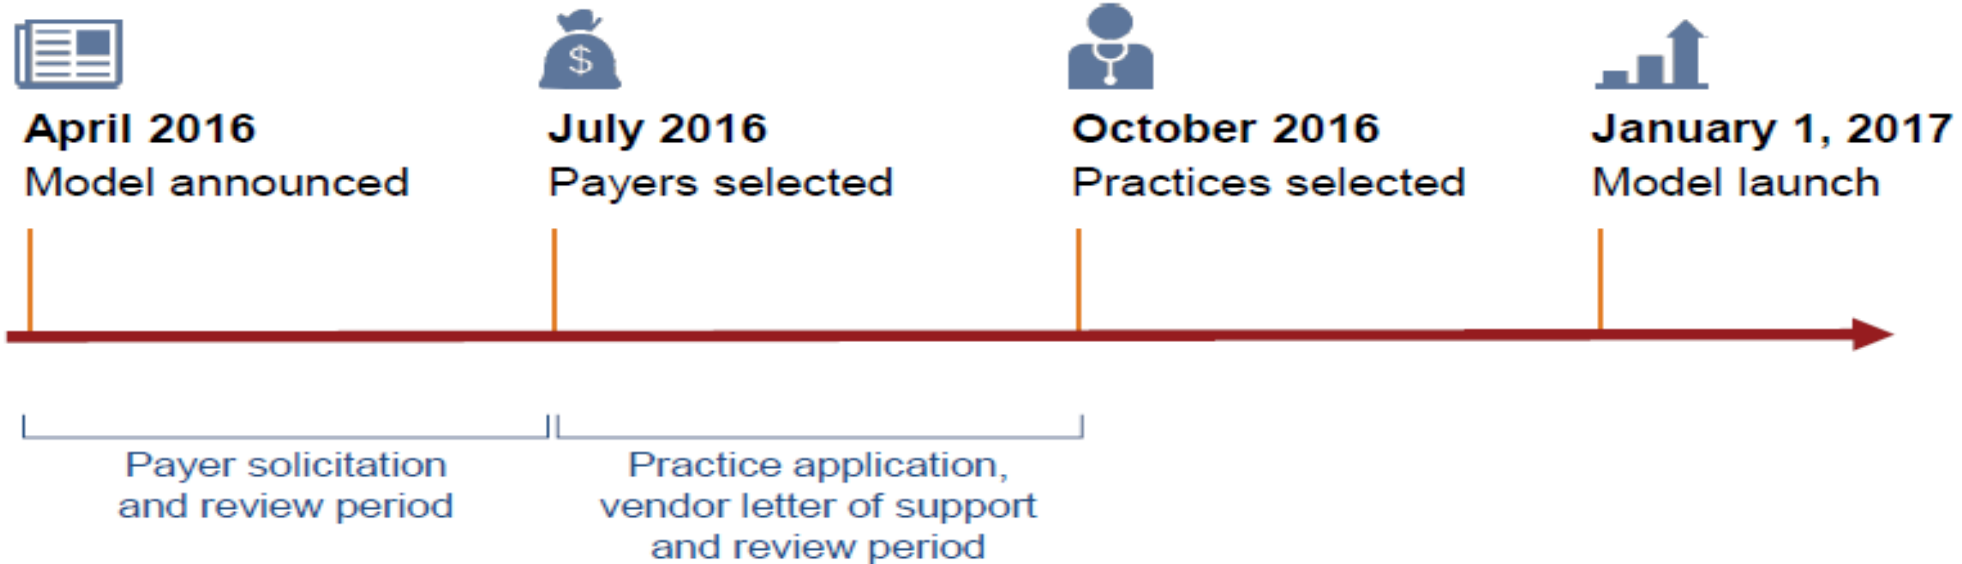 $
April 2016
Model announced
July 2016
Payers selected
October 2016
Practices selected
January 1, 2017
Model launch
Payer solicitation
and review period
Practice application,
vendor letter of support
and review period